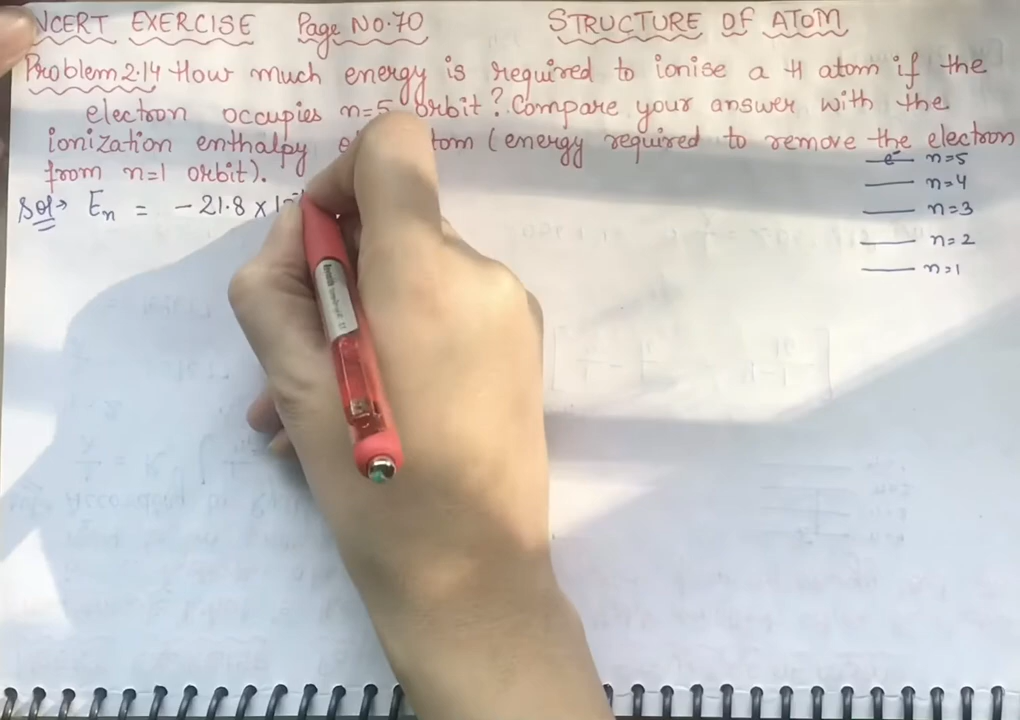 NCERT EXERCISE Page No.70 STRUCTURE OF ATOM
Problem 2.14 How much energy is required to ionise a H atom if the
electron occupies n=5 orbit? Compare your answer with the
ionization enthalpy (energy required to remove the electron
from n=1 orbit).
e- n=5
n=4
n=3
n=2
n=1
Sol→ En = -21.8 × 10